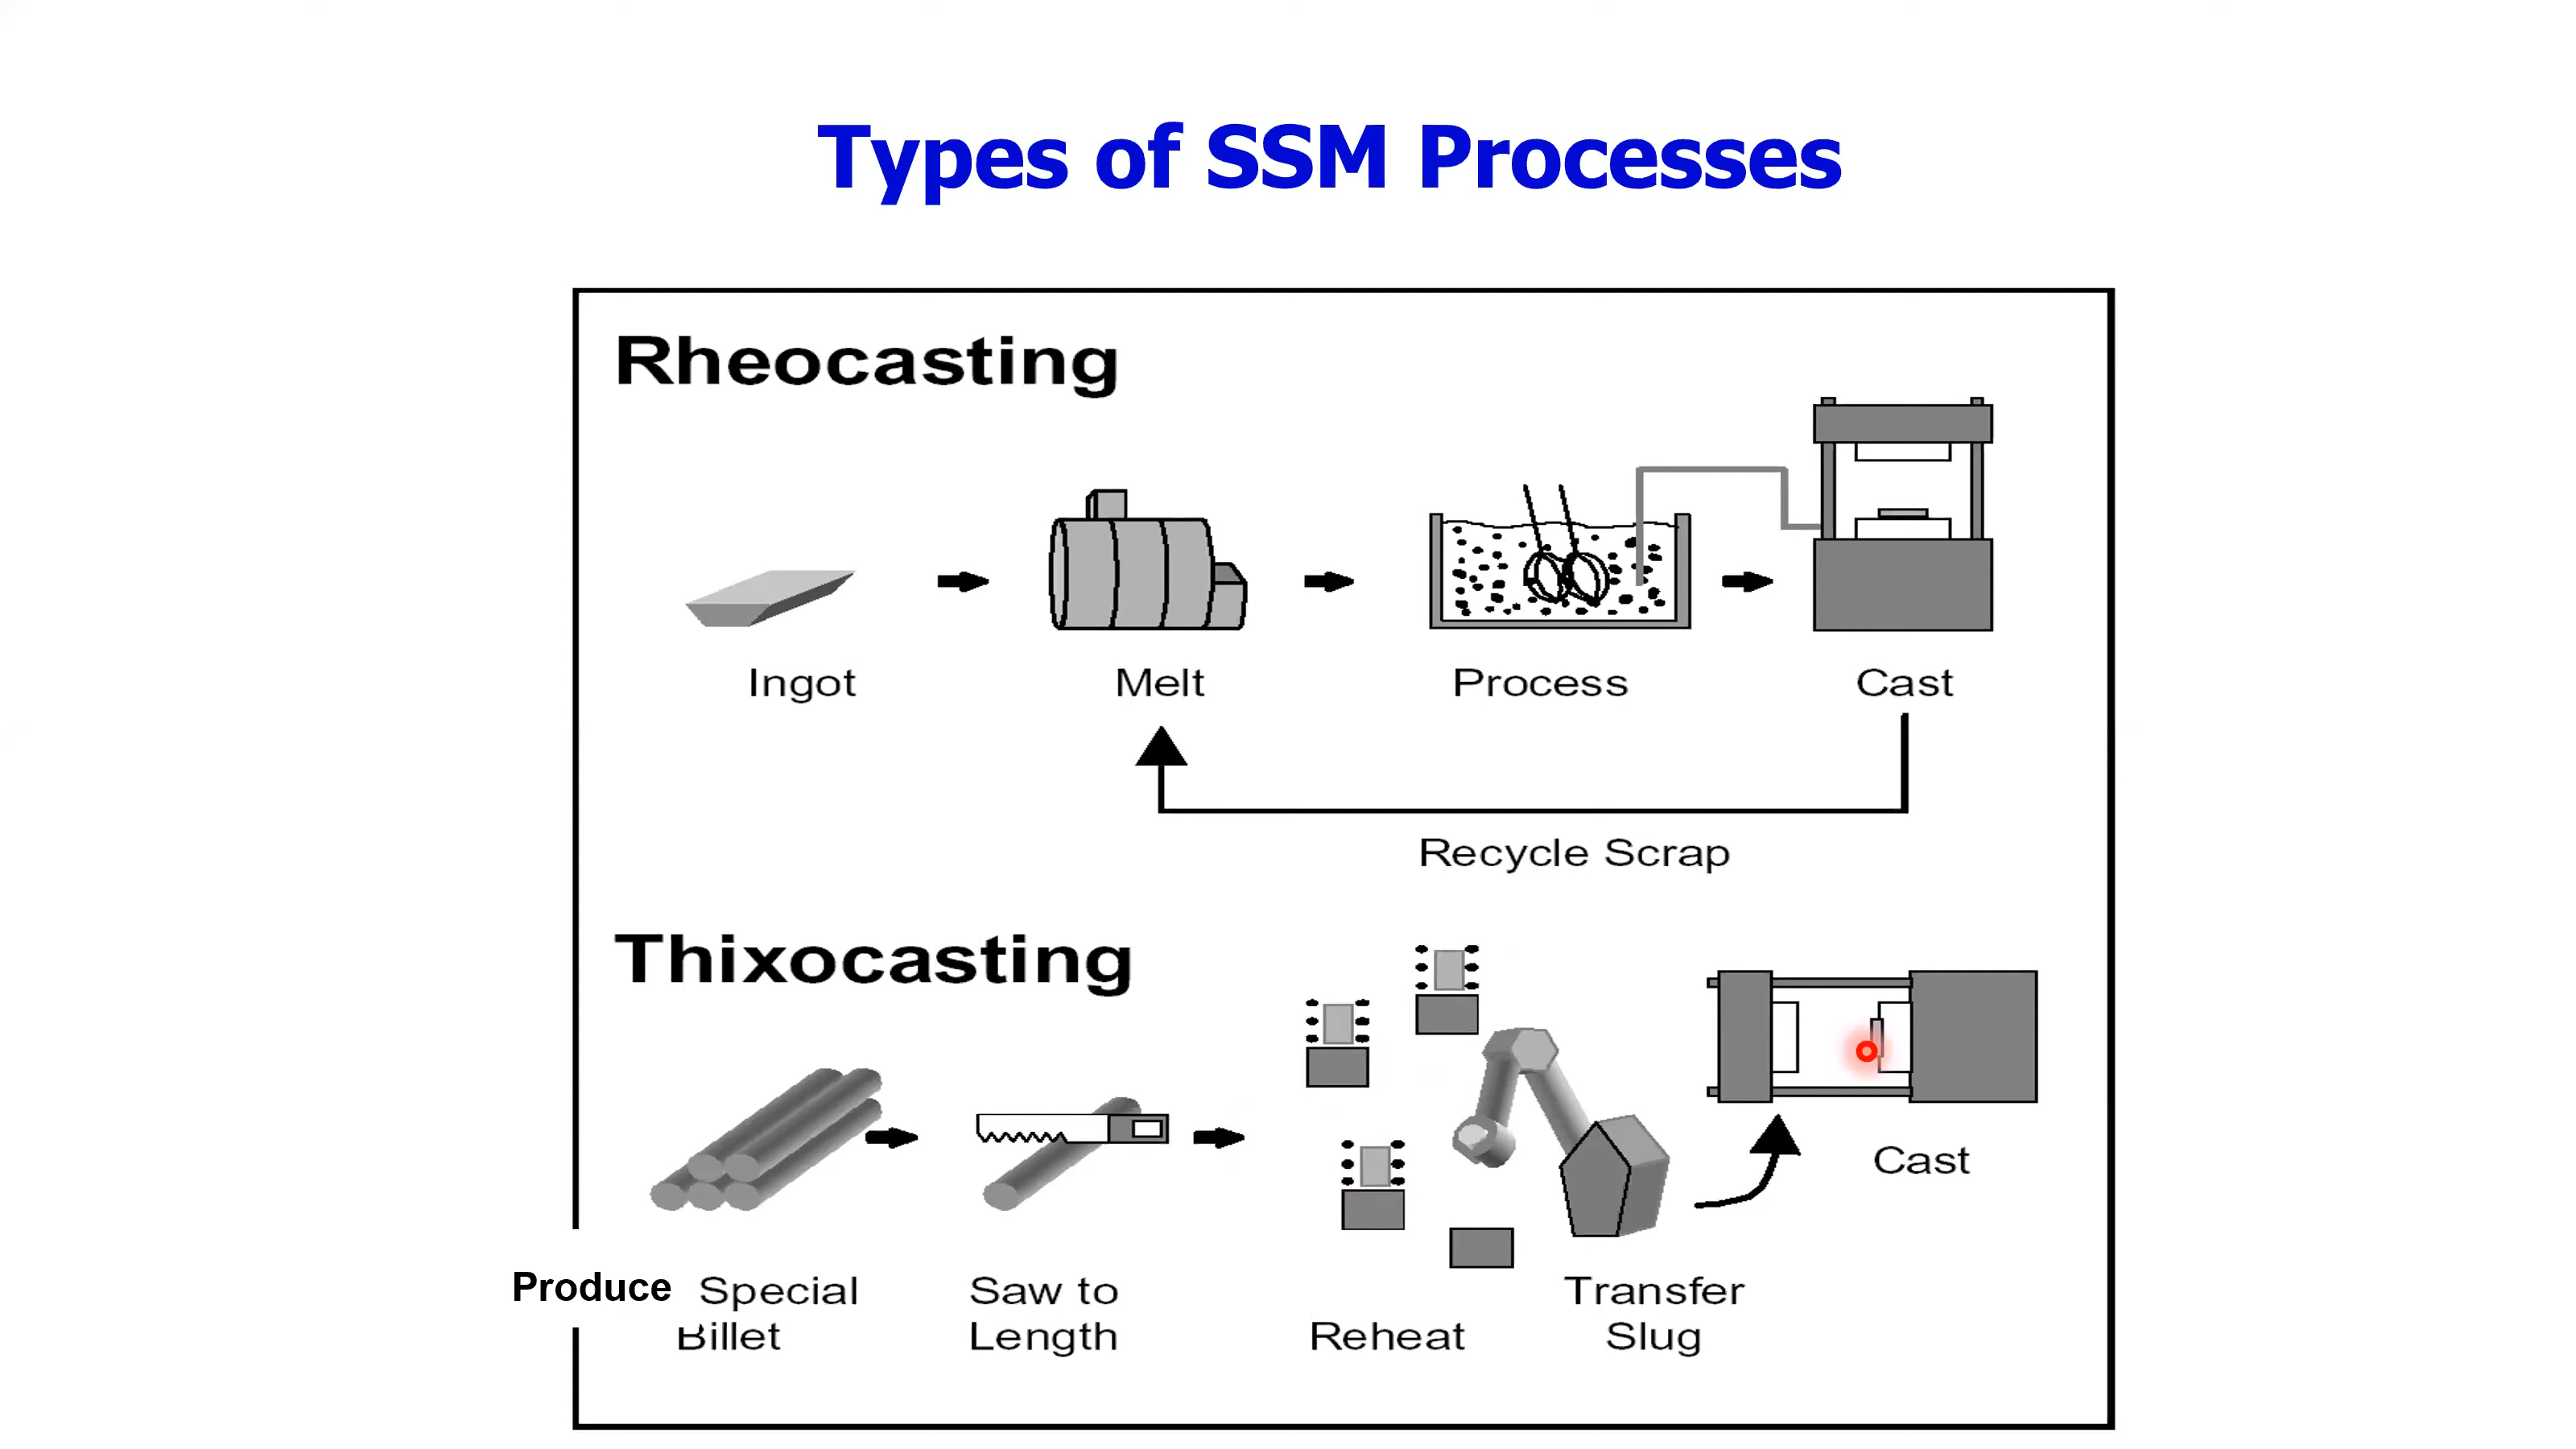 Types of SSM Processes
Rheocasting
Ingot
Melt
Process
Cast
Recycle Scrap
Thixocasting
Cast
Produce Special
Billet
Saw to
Length
Reheat
Transfer
Slug